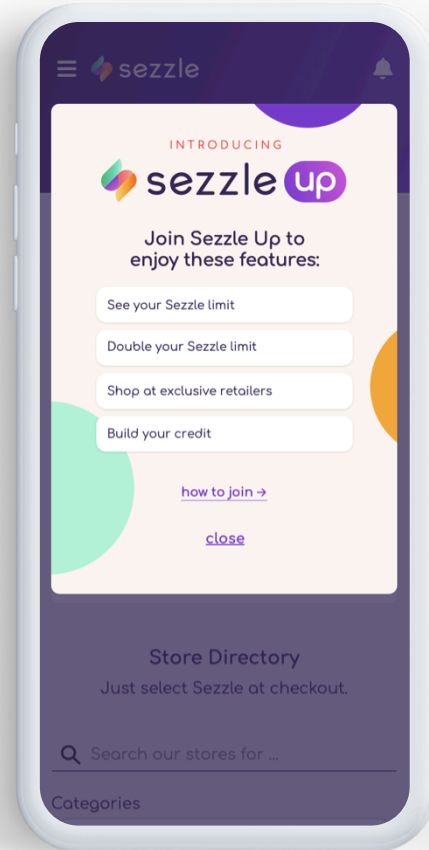 sezzle
INTRODUCING
sezzle up
Join Sezzle Up to
enjoy these features:
See your Sezzle limit
Double your Sezzle limit
Shop at exclusive retailers
Build your credit
how to join →
close
Store Directory
Just select Sezzle at checkout.
Search our stores for ...
Categories